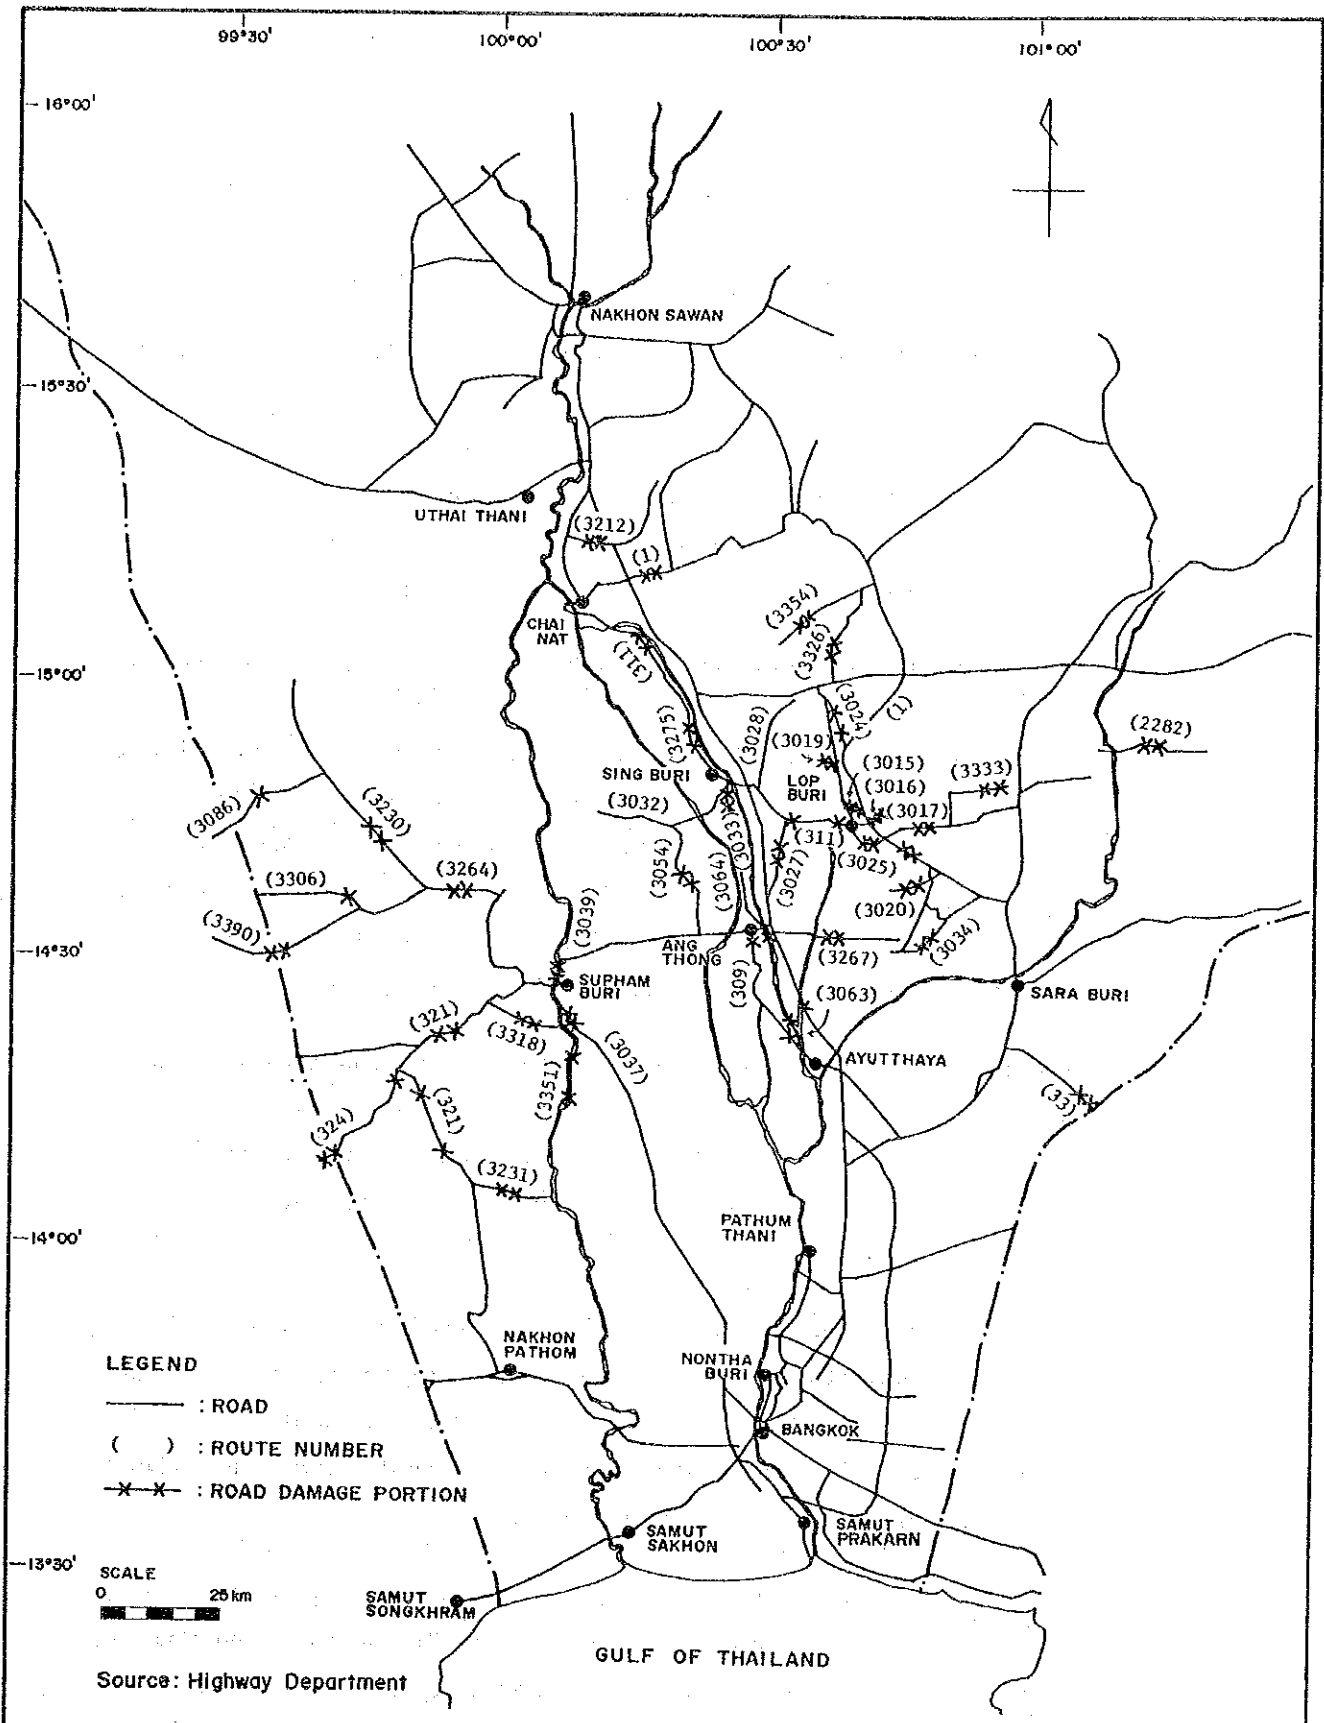 99°30'
100°00'
100°30'
101°00'
16°00'
15°30'
15°00'
14°30'
14°00'
13°30'
NAKHON SAWAN
UTHAI THANI
(3212)
(1)
CHAI
NAT
(311)
(3354)
(3326)
(3024)
(1)
(3275)
(3028)
(3019)
(2282)
SING BURI
LOP
BURI
(3015)
(3016)
(3333)
(3017)
(3086)
(3230)
(3032)
(3033)
(311)
(3025)
(3054)
(3064)
(3027)
(3306)
(3264)
(3020)
(3390)
(3039)
(3034)
ANG
THONG
(3267)
(309)
SUPHAM
BURI
SARA BURI
(3063)
(321)
(3318)
(3037)
AYUTTHAYA
(3351)
(33)
(324)
(321)
(3231)
PATHUM
THANI
NAKHON
PATHOM
NONTHA
BURI
BANGKOK
LEGEND
: ROAD
( ) : ROUTE NUMBER
: ROAD DAMAGE PORTION
SAMUT
SAKHON
SAMUT
PRAKARN
SAMUT
SONGKHRAM
SCALE
0 25 km
GULF OF THAILAND
Source: Highway Department